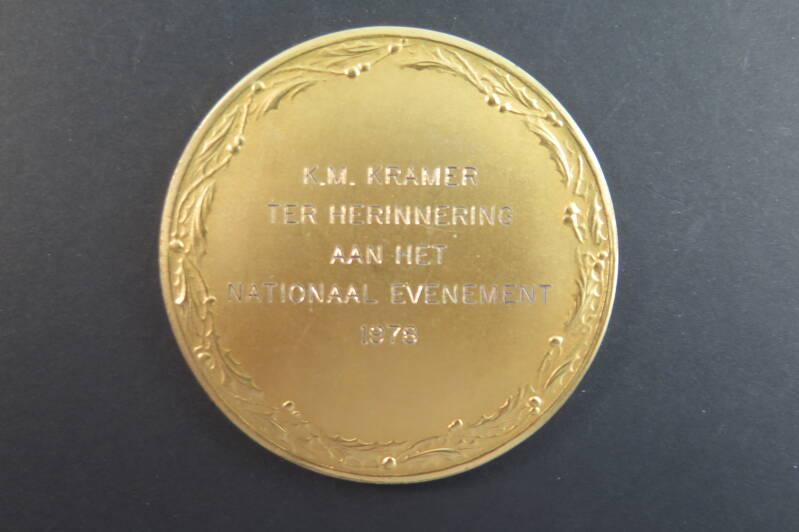 K.M. KRAMER
TER HERINNERING
AAN HET
NATIONAAL EVENEMENT
1978